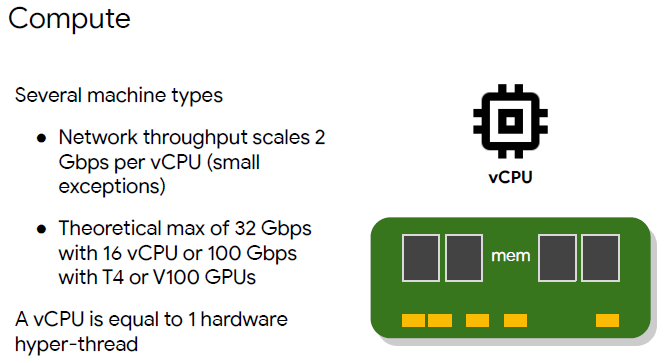 Compute
Several machine types
● Network throughput scales 2
Gbps per vCPU (small
exceptions)
● Theoretical max of 32 Gbps
with 16 vCPU or 100 Gbps
with T4 or V100 GPUs
A vCPU is equal to 1 hardware
hyper-thread
vCPU
mem